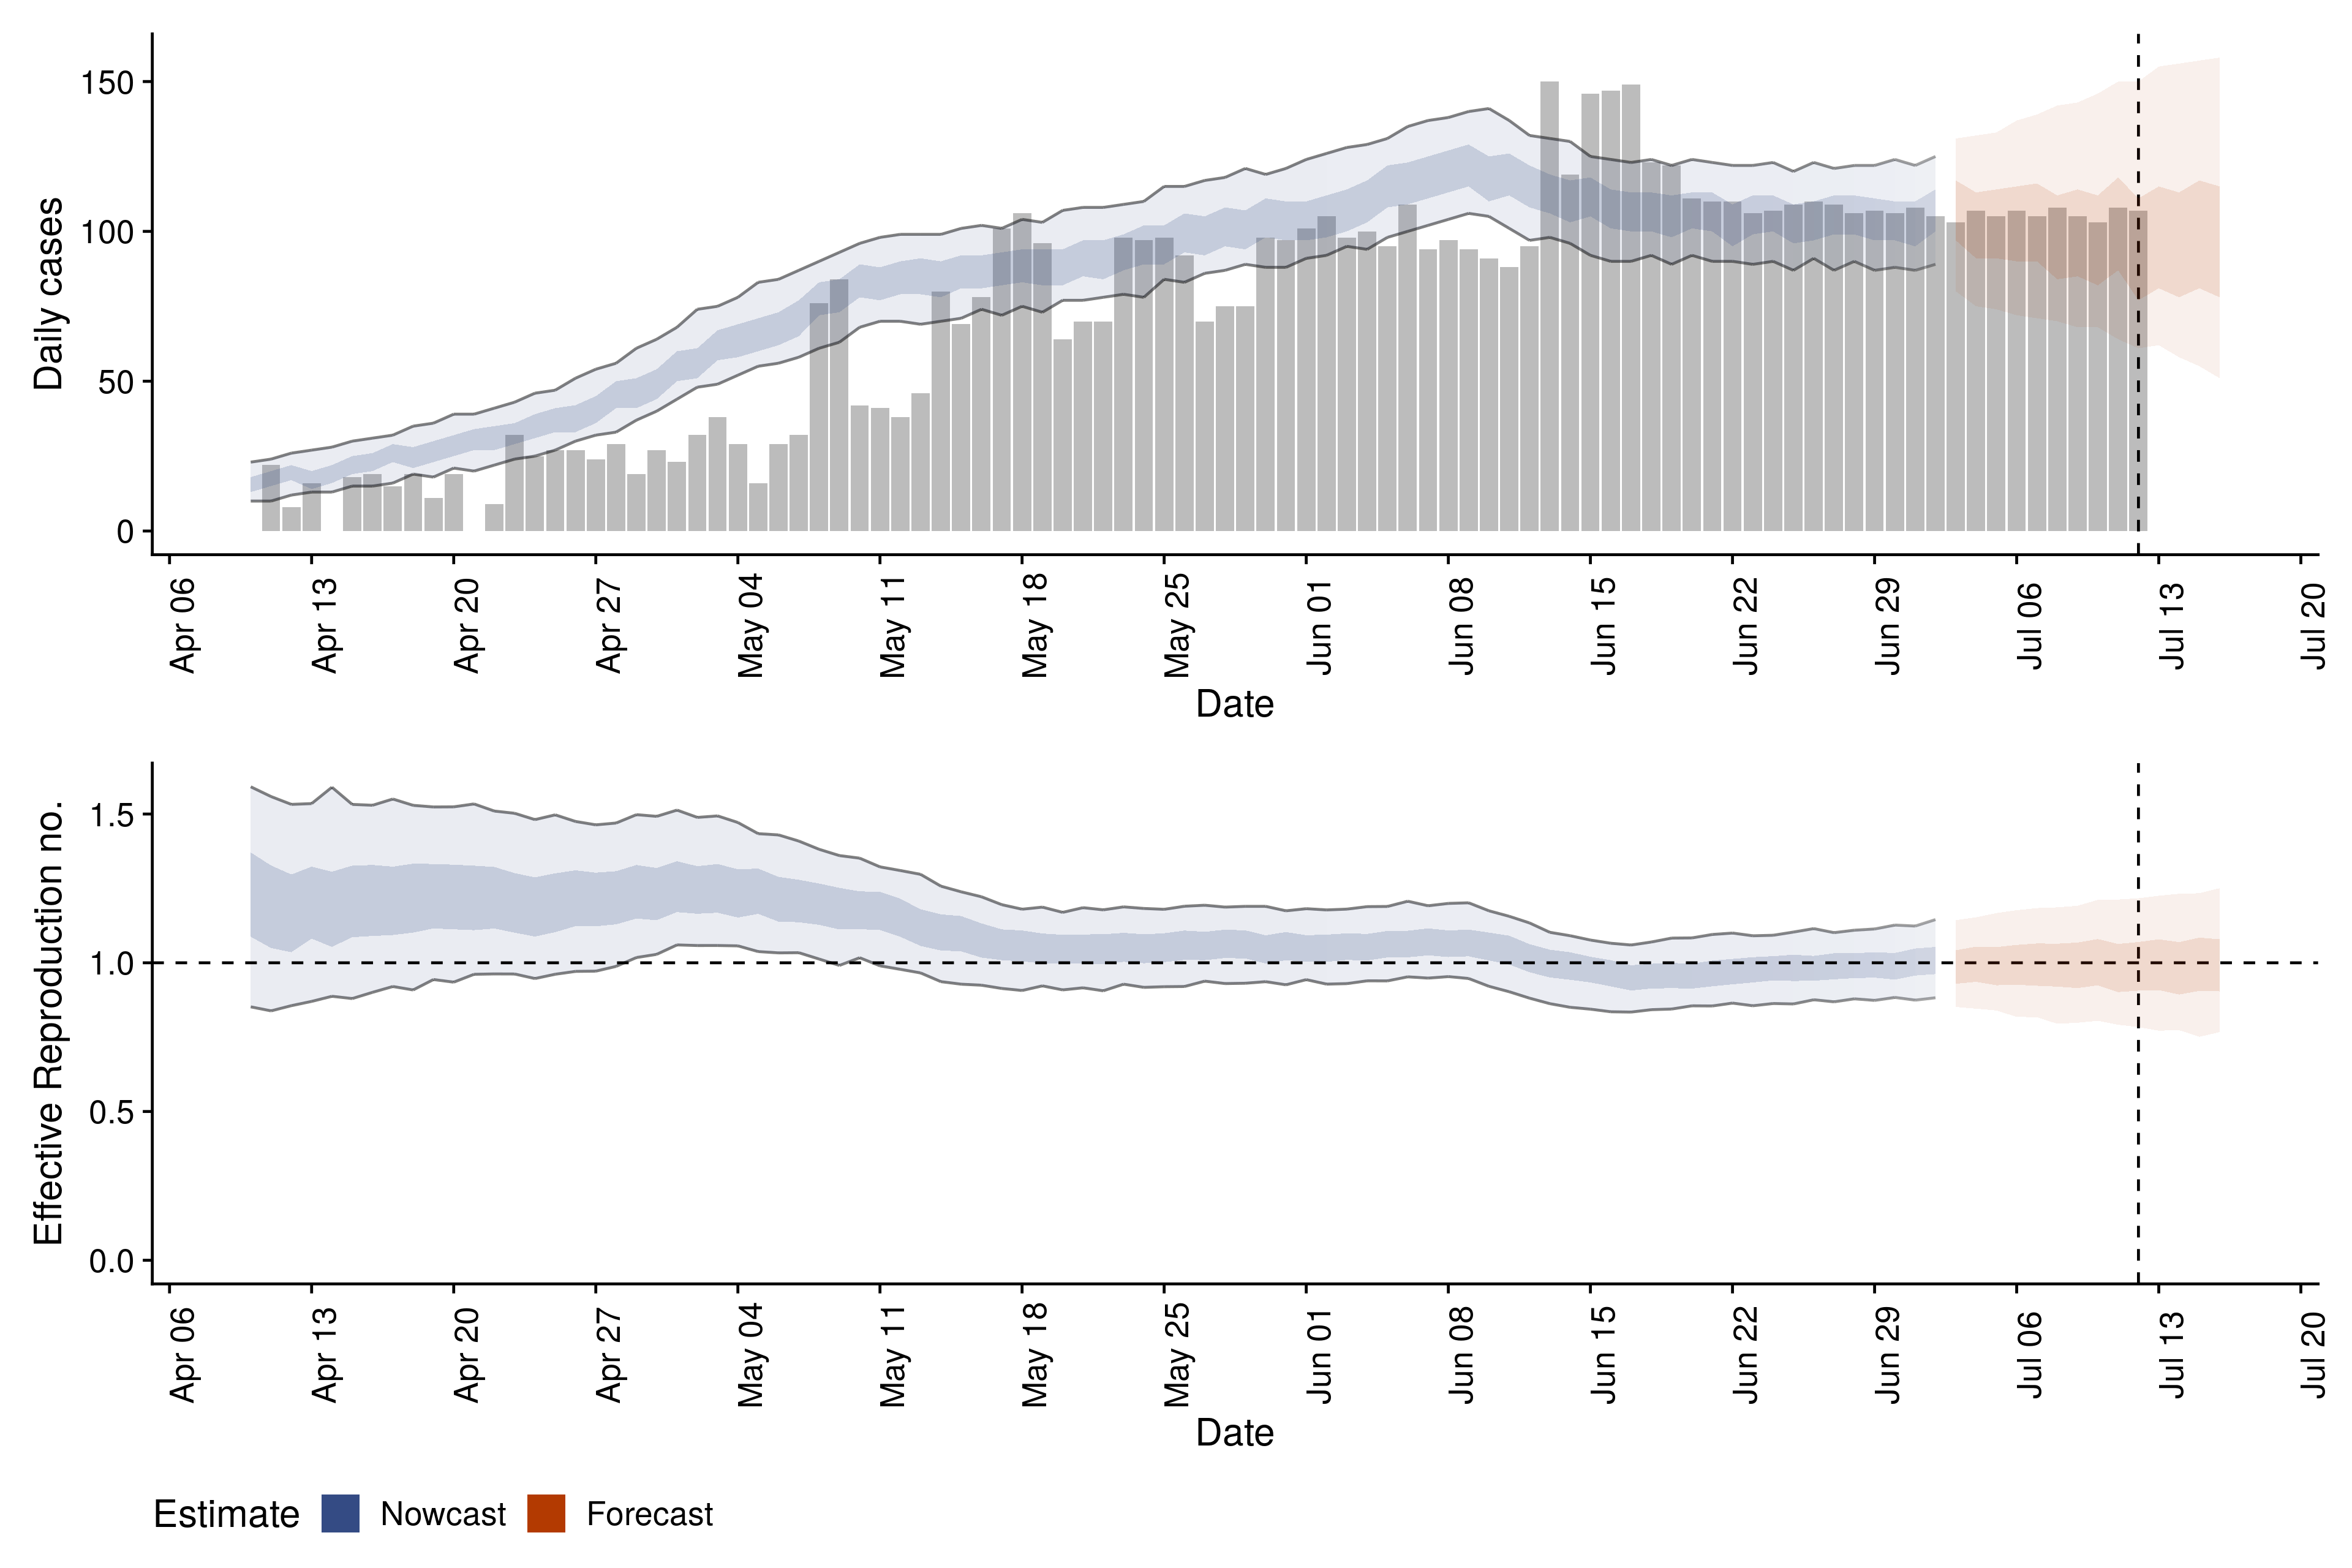 Daily cases
150
100
50
0
Apr 06
Apr 13
Apr 20
Apr 27
May 04
May 11
May 18
May 25
Jun 01
Jun 08
Jun 15
Jun 22
Jun 29
Jul 06
Jul 13
Jul 20
Date
Effective Reproduction no.
1.5
1.0
0.5
0.0
Apr 06
Apr 13
Apr 20
Apr 27
May 04
May 11
May 18
May 25
Jun 01
Jun 08
Jun 15
Jun 22
Jun 29
Jul 06
Jul 13
Jul 20
Date
Estimate Nowcast Forecast